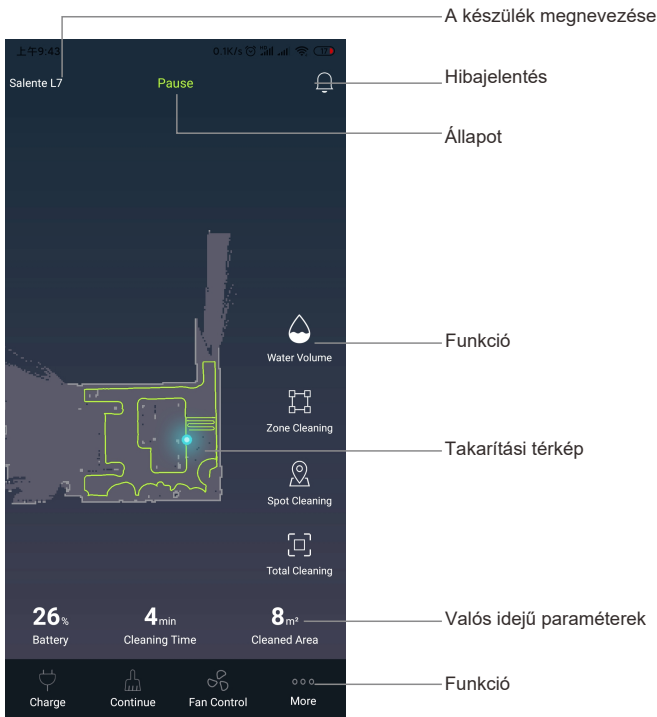 A készülék megnevezése
上午9:43 0.1K/s 17
Salente L7 Pause
Hibajelentés
Állapot
Water Volume
Funkció
Zone Cleaning
Takarítási térkép
Spot Cleaning
Total Cleaning
26% 4min 8m²
Battery Cleaning Time Cleaned Area
Valós idejű paraméterek
Charge Continue Fan Control More
Funkció